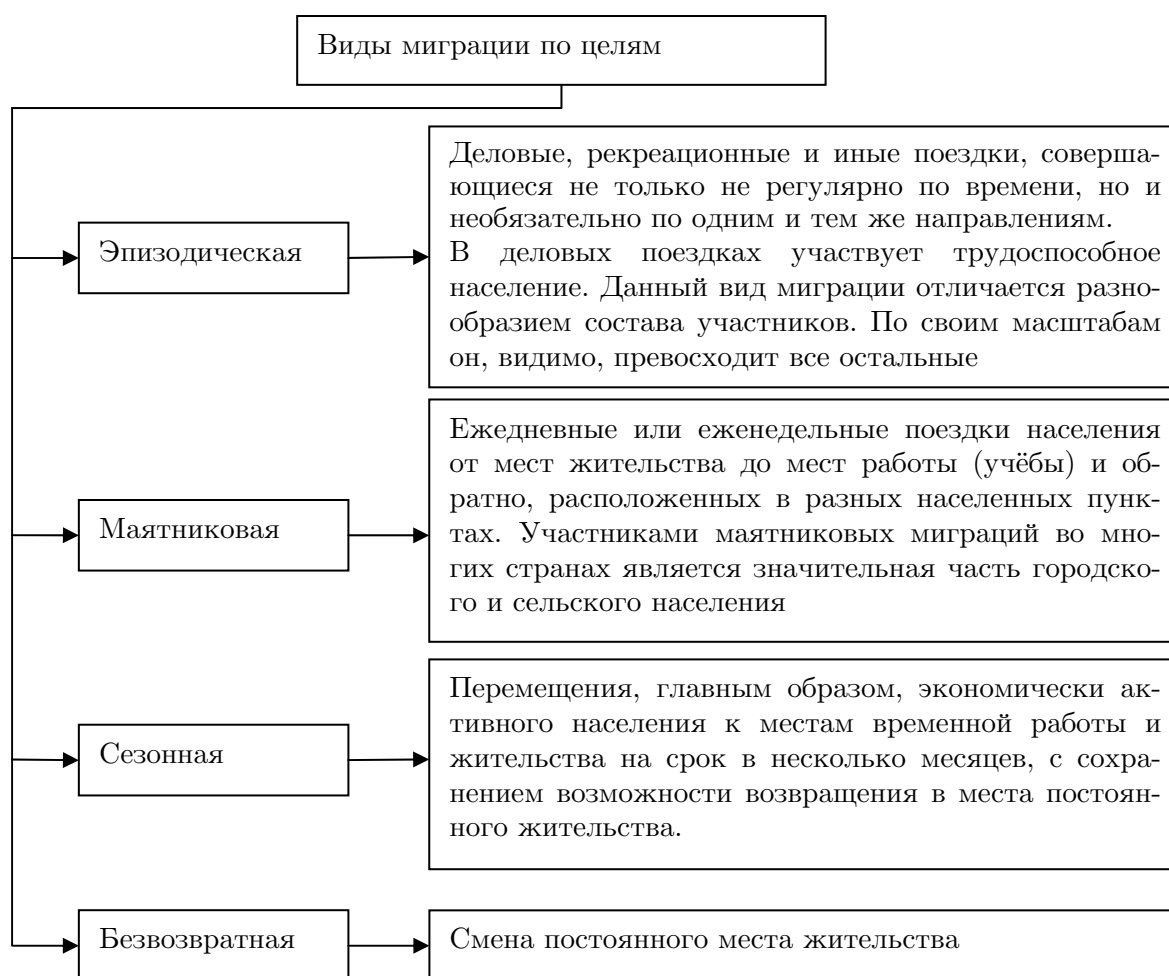 Виды миграции по целям
Эпизодическая
Деловые, рекреационные и иные поездки, соверша-
ющиеся не только не регулярно по времени, но и
необязательно по одним и тем же направлениям.
В деловых поездках участвует трудоспособное
население. Данный вид миграции отличается разно-
образием состава участников. По своим масштабам
он, видимо, превосходит все остальные
Маятниковая
Ежедневные или еженедельные поездки населения
от мест жительства до мест работы (учёбы) и об-
ратно, расположенных в разных населенных пунк-
тах. Участниками маятниковых миграций во мно-
гих странах является значительная часть городско-
го и сельского населения
Сезонная
Перемещения, главным образом, экономически ак-
тивного населения к местам временной работы и
жительства на срок в несколько месяцев, с сохра-
нением возможности возвращения в места постоян-
ного жительства.
Безвозвратная
Смена постоянного места жительства